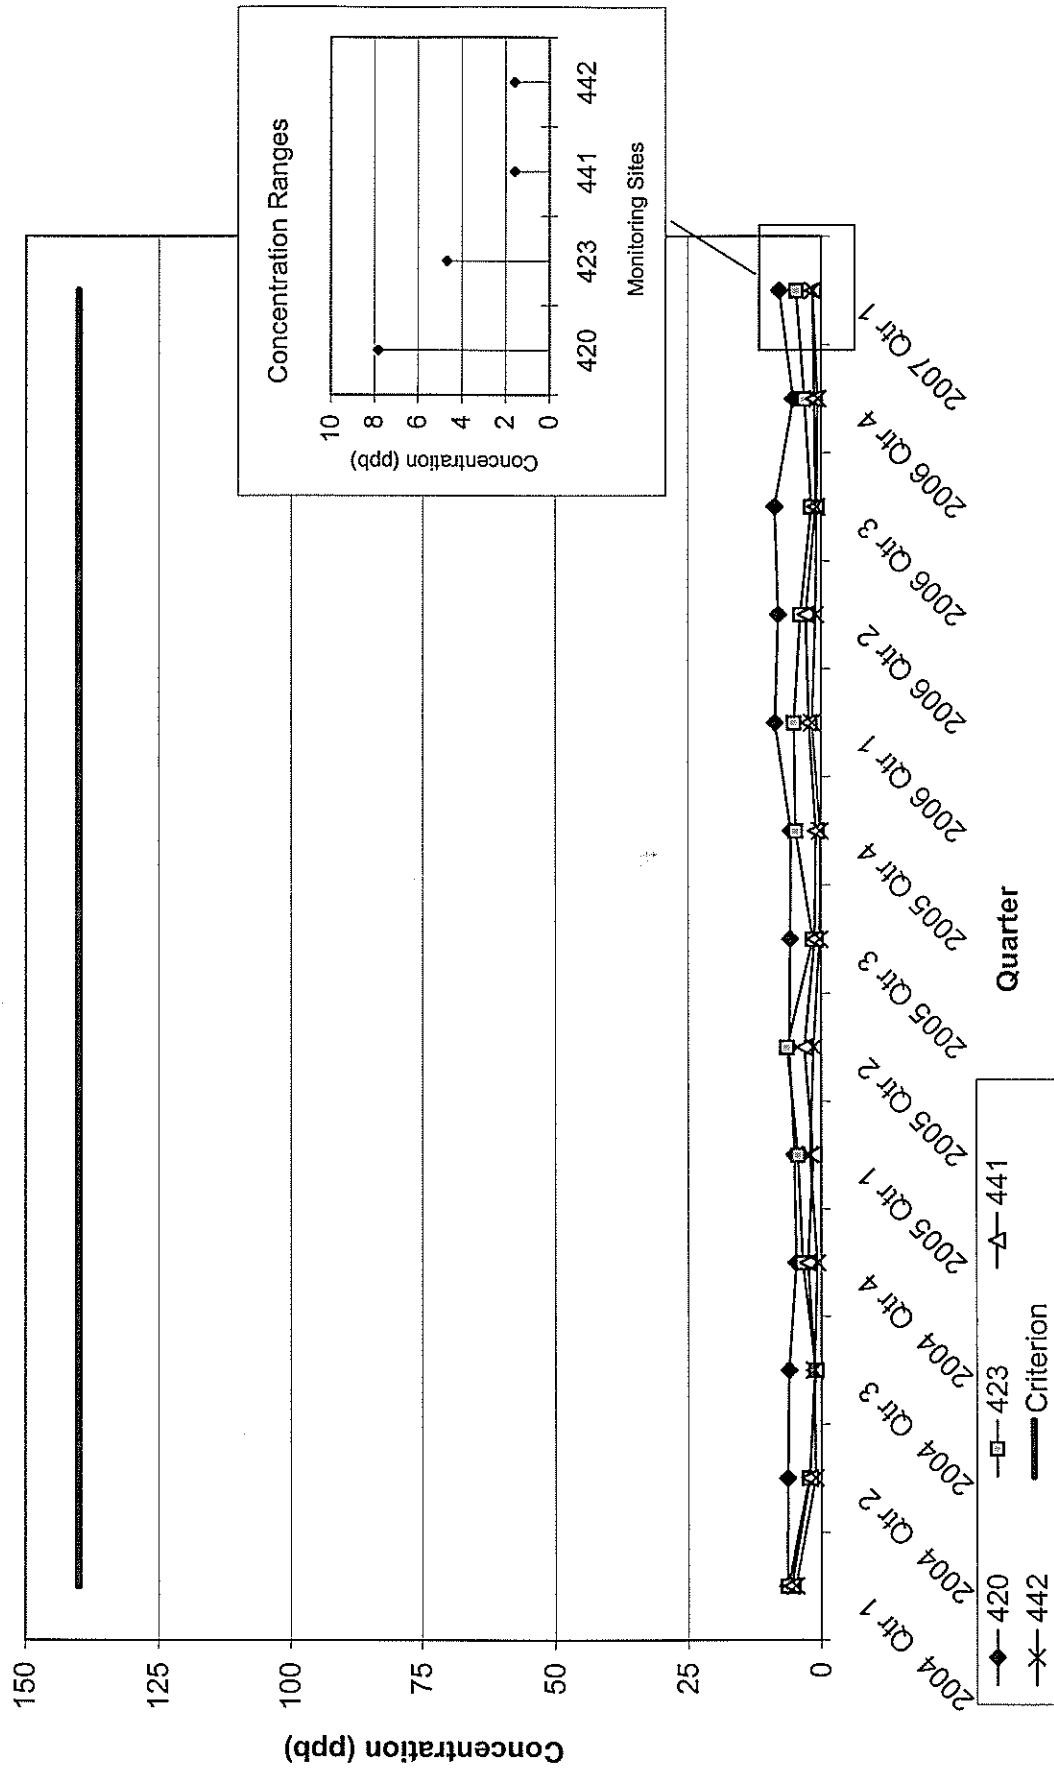 150
125
100
75
50
25
0
Concentration (ppb)
Concentration Ranges
10
8
6
4
2
0
Concentration (ppb)
420
423
441
442
Monitoring Sites
2004 Qtr 1
2004 Qtr 2
2004 Qtr 3
2004 Qtr 4
2005 Qtr 1
2005 Qtr 2
2005 Qtr 3
2005 Qtr 4
2006 Qtr 1
2006 Qtr 2
2006 Qtr 3
2006 Qtr 4
2007 Qtr 1
Quarter
420
423
441
442
Criterion